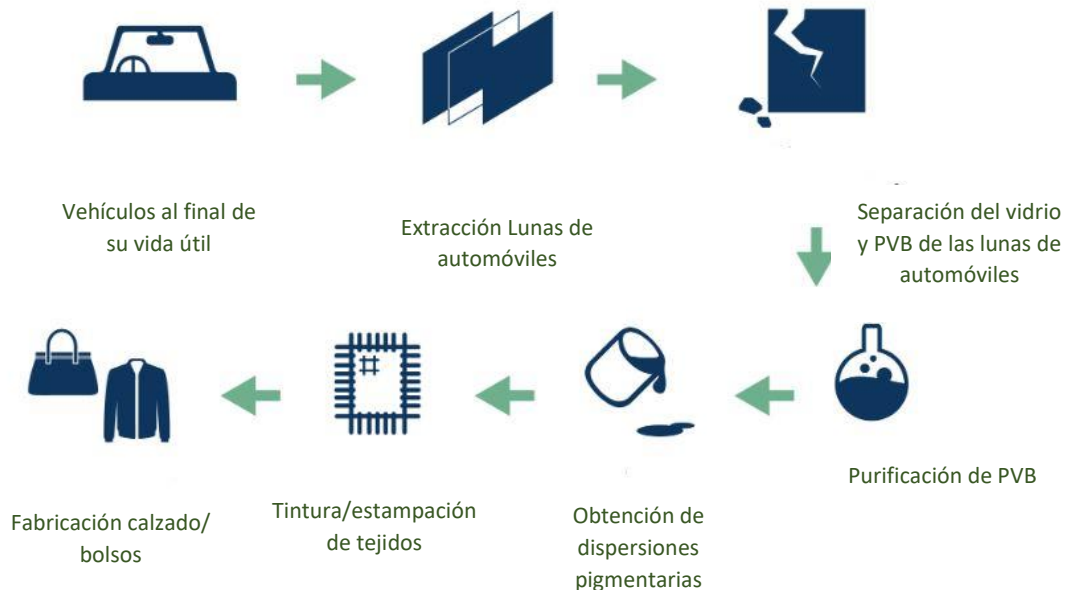 Vehículos al final de
su vida útil
Extracción Lunas de
automóviles
Separación del vidrio
y PVB de las lunas de
automóviles
Purificación de PVB
Obtención de
dispersiones
pigmentarias
Tintura/estampación
de tejidos
Fabricación calzado/
bolsos